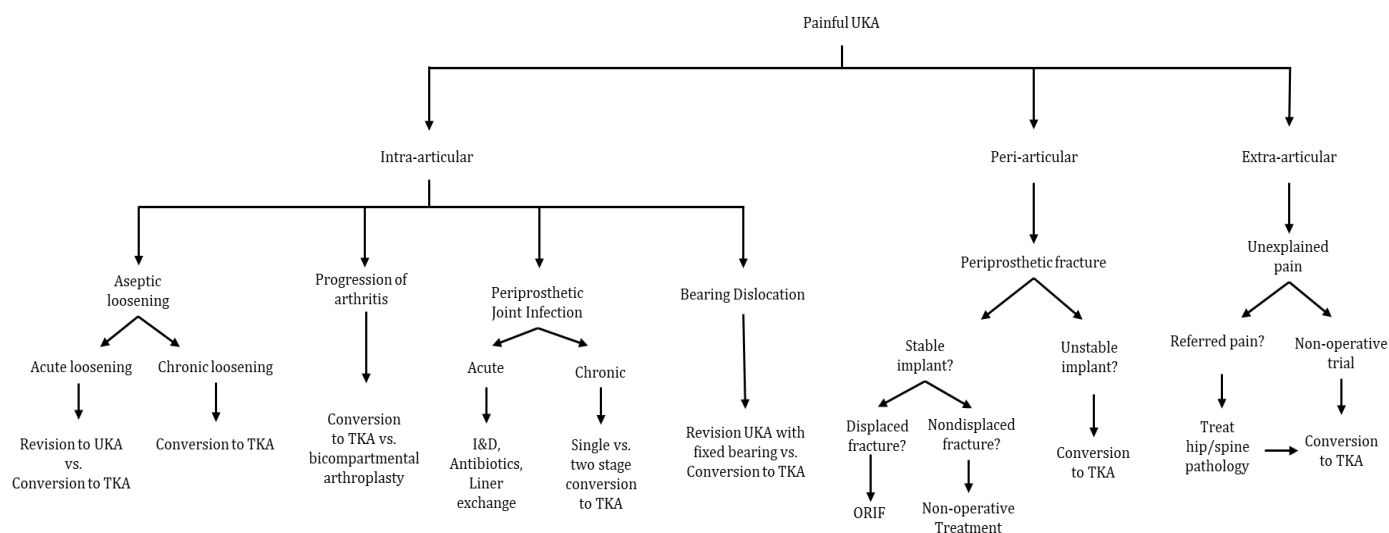 Painful UKA
Intra-articular
Peri-articular
Extra-articular
Aseptic
loosening
Progression of
arthritis
Periprosthetic
Joint Infection
Bearing Dislocation
Periprosthetic fracture
Unexplained
pain
Acute loosening
Chronic loosening
Acute
Chronic
Stable
implant?
Unstable
implant?
Referred pain?
Non-operative
trial
Revision to UKA
vs.
Conversion to TKA
Conversion to TKA
Conversion
to TKA vs.
bicompartmental
arthroplasty
I&D,
Antibiotics,
Liner
exchange
Single vs.
two stage
conversion
to TKA
Revision UKA with
fixed bearing vs.
Conversion to TKA
Displaced
fracture?
Nondisplaced
fracture?
Conversion
to TKA
Treat
hip/spine
pathology
Conversion
to TKA
ORIF
Non-operative
Treatment